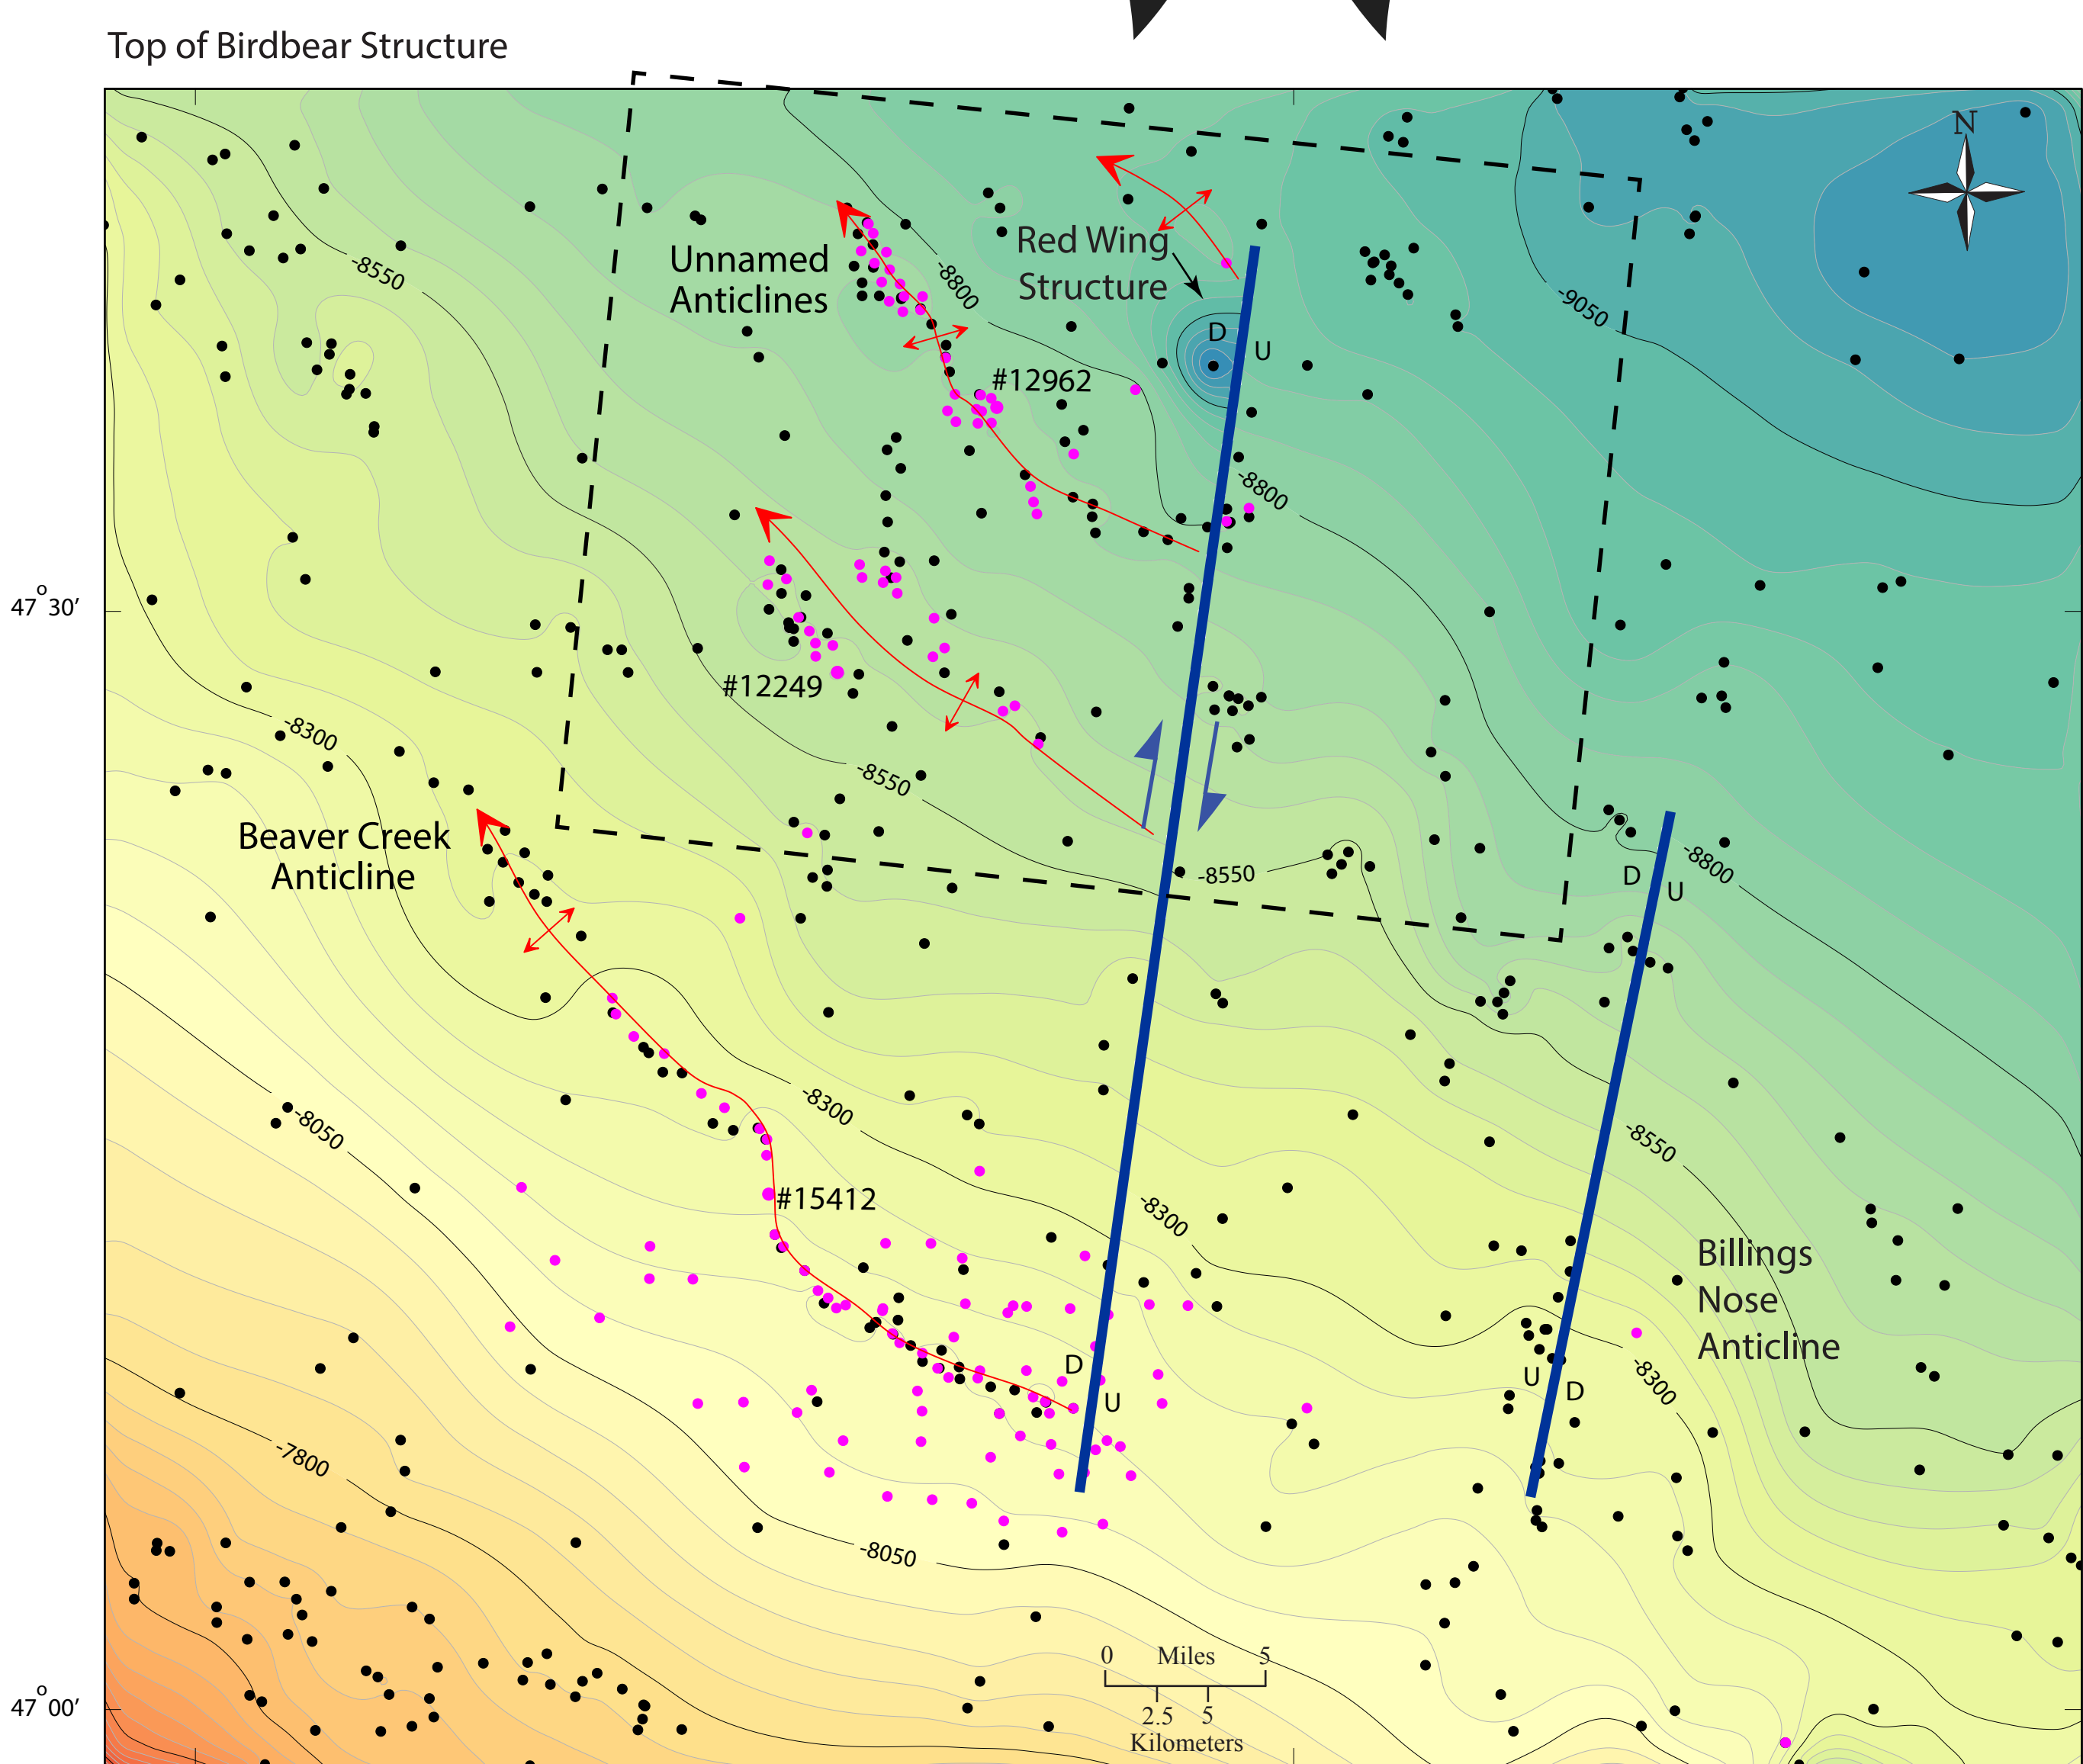 Top of Birdbear Structure
N
Unnamed
Anticlines
Red Wing
Structure
-8550
-8800
-9050
D
U
#12962
-8800
47° 30’
#12249
-8300
-8550
Beaver Creek
Anticline
-8550
-8800
D
U
-8050
-8300
-8550
#15412
-8300
Billings
Nose
Anticline
-8300
D
U
U
D
-7800
-8050
0 Miles 5
2.5 5
Kilometers
47° 00’